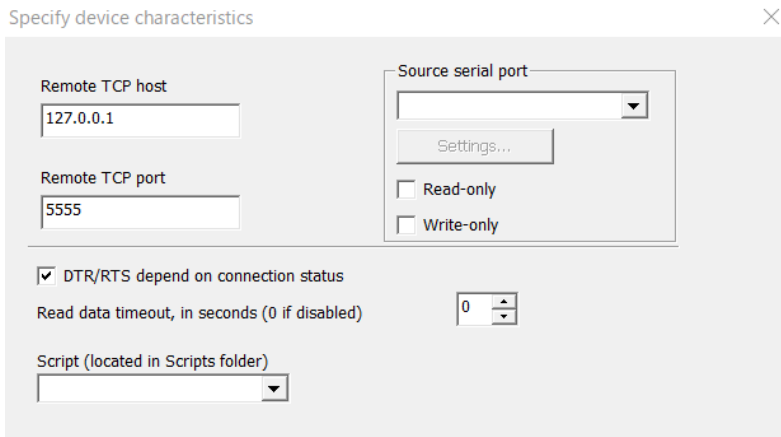 Specify device characteristics
Remote TCP host
127.0.0.1
Remote TCP port
5555
Source serial port
Settings...
Read-only
Write-only
DTR/RTS depend on connection status
Read data timeout, in seconds (0 if disabled)
0
Script (located in Scripts folder)